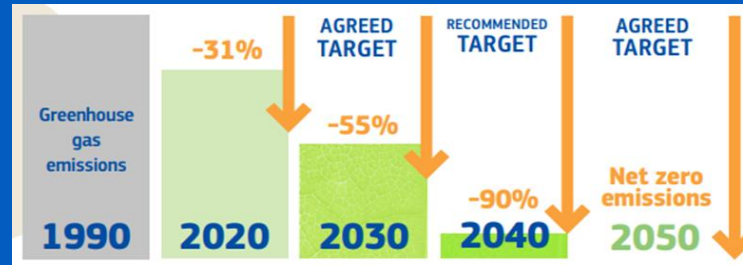 Greenhouse
gas
emissions
1990
-31%
2020
AGREED
TARGET
-55%
2030
RECOMMENDED
TARGET
-90%
2040
AGREED
TARGET
Net zero
emissions
2050